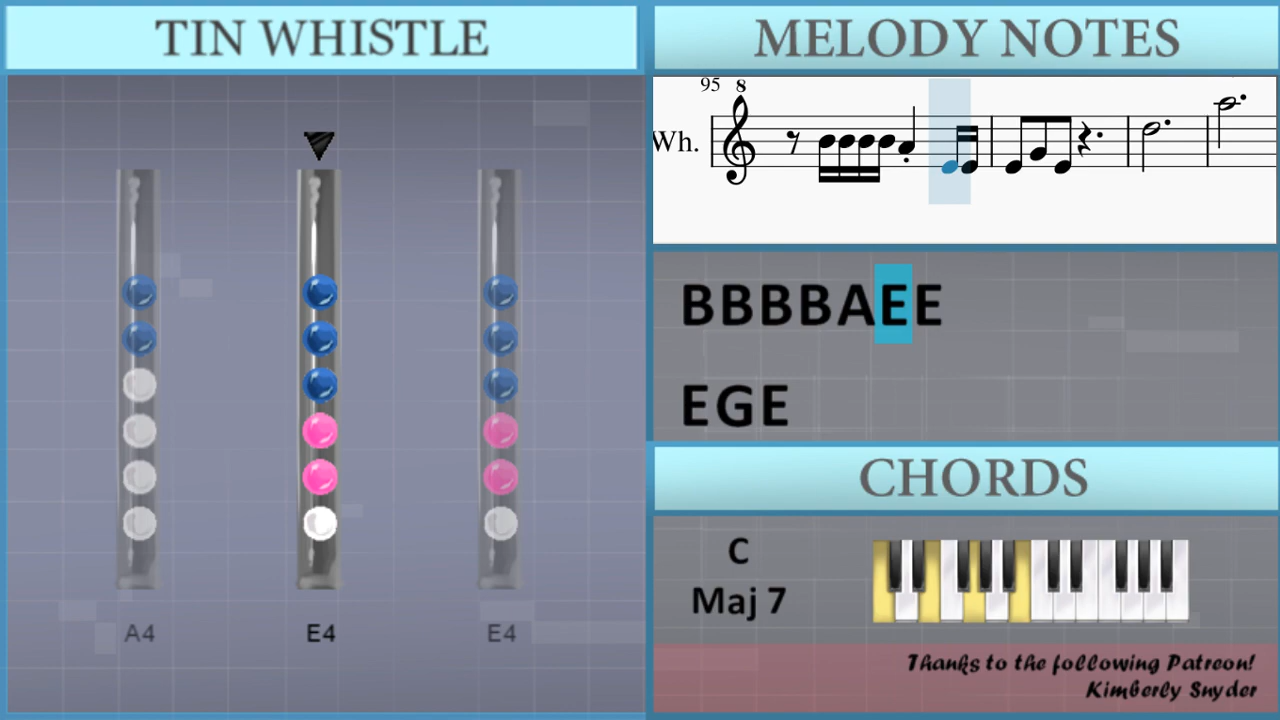 TIN WHISTLE
A4
E4
E4
MELODY NOTES
95 8
Wh.
BBBBAEE
EGE
CHORDS
C
Maj 7
Thanks to the following Patreon!
Kimberly Snyder